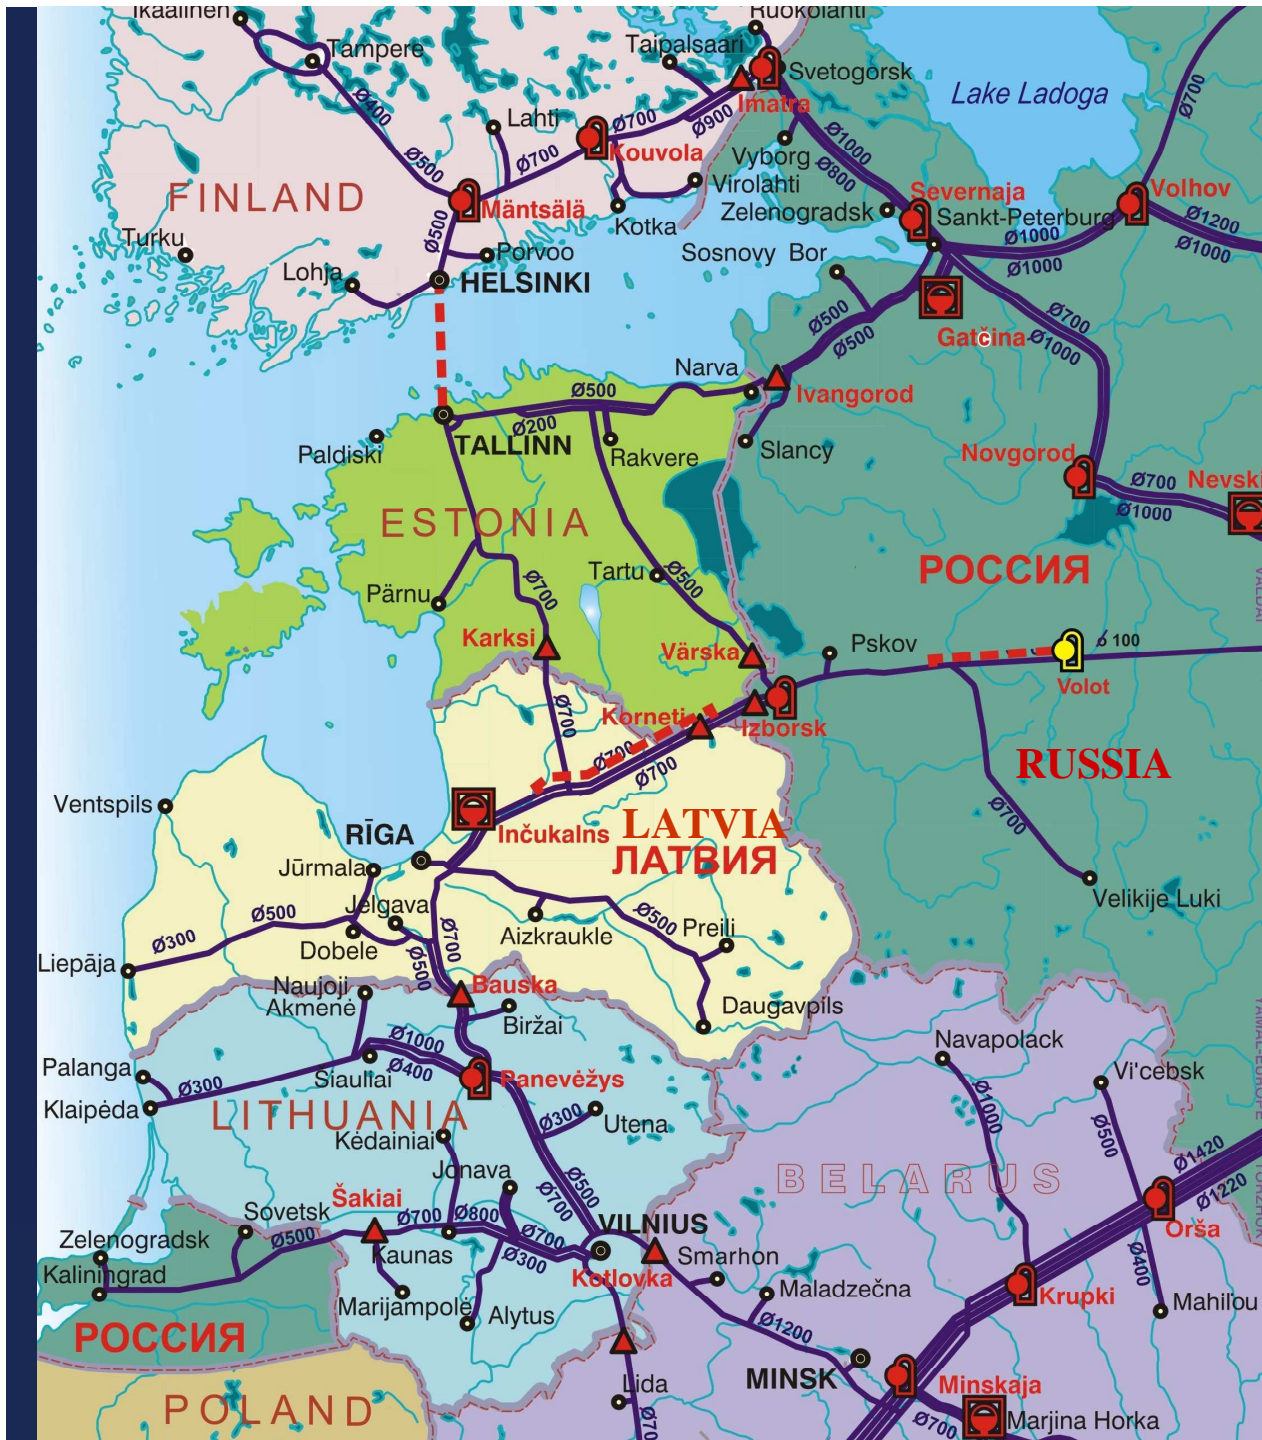 Ikaalinen
Ruokolahti
Tampere
Taipalsaari
Svetogorsk
Imatra
Lake Ladoga
Ø700
Ø400
Lahti
Ø700
Ø900
Kouvola
Ø1000
Ø500
Ø700
Vyborg
Ø800
Virolahti
Severnaja
Volhov
FINLAND
Mäntsälä
Zelenogradsk
Sankt-Peterburg
Ø1200
Kotka
Ø500
Ø1000
Ø1000
Turku
Porvoo
Sosnovy Bor
Ø1000
Lohja
HELSINKI
Ø500
Ø700
Ø500
Gatčina
Ø1000
Narva
Ivangorod
Ø500
Ø200
TALLINN
Paldiski
Rakvere
Slancy
Novgorod
Ø700
Nevski
Ø1000
ESTONIA
РОССИЯ
VALDAI
Tartu
Ø500
Ø700
Pärnu
Karksi
Värska
Pskov
ø 100
Volot
Korneti
Izborsk
Ø700
Ø700
Ø700
RUSSIA
Ventspils
Ø700
RĪGA
Inčukalns
LATVIA
ЛАТВИЯ
Jūrmala
Velikije Luki
Jelgava
Ø500
Ø500
Preili
Ø300
Dobele
Ø700
Aizkraukle
Ø500
Liepāja
Naujoji
Akmenė
Bauska
Biržai
Daugavpils
YAMAL-EUROPE
Navapolack
Ø1000
Palanga
Siauliai
Ø400
Panevėžys
Vi'cebsk
Ø300
Klaipėda
Ø300
Utena
Ø1000
LITHUANIA
Kėdainiai
Ø500
Ø1420
Jonava
BELARUS
Ø500
TORZHOK
Ø1220
Šakiai
Ø700
Sovetsk
Ø700
Ø800
VILNIUS
Orša
Zelenogradsk
Ø500
Ø700
Kaunas
Ø300
Smarhon
Ø400
Kaliningrad
Kotlovka
Maladzečna
Krupki
Marijampolė
Alytus
Mahilou
РОССИЯ
Ø1200
MINSK
Lida
Minskaja
POLAND
Ø70
Ø700
Marjina Horka